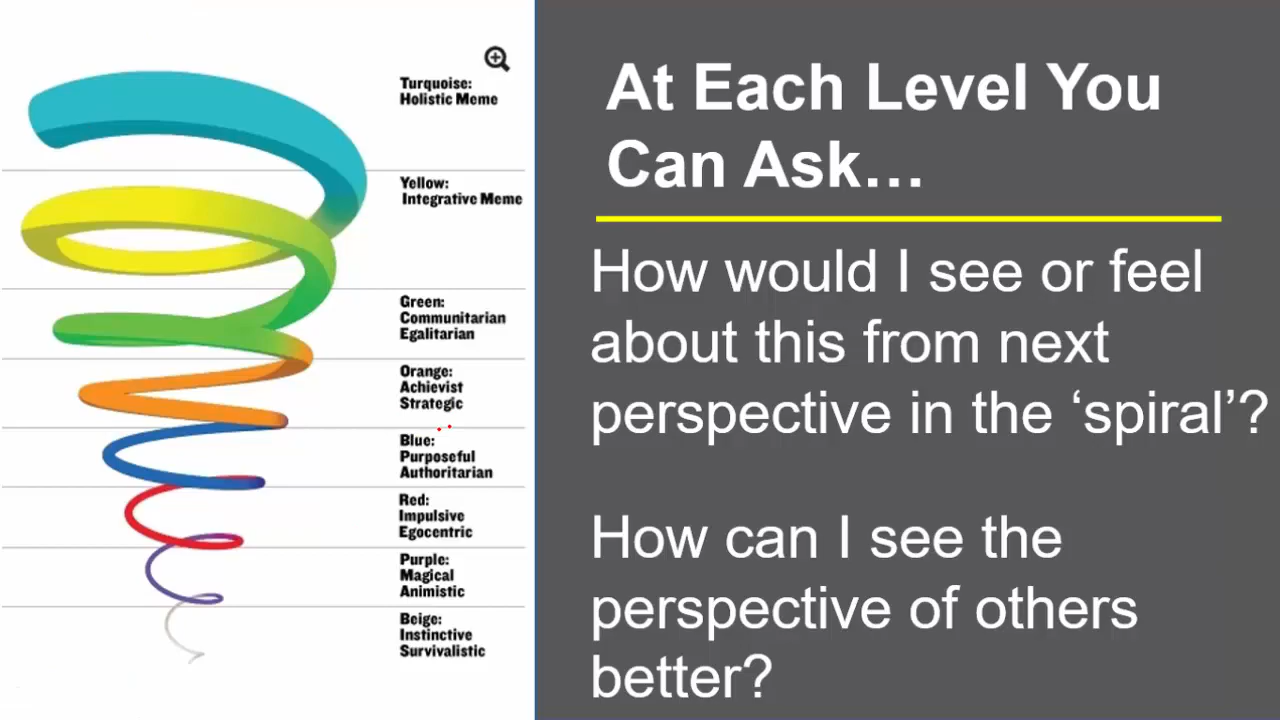 Turquoise:
Holistic Meme
Yellow:
Integrative Meme
Green:
Communitarian
Egalitarian
Orange:
Achievist
Strategic
Blue:
Purposeful
Authoritarian
Red:
Impulsive
Egocentric
Purple:
Magical
Animistic
Beige:
Instinctive
Survivalistic
At Each Level You
Can Ask…
How would I see or feel
about this from next
perspective in the ‘spiral’?
How can I see the
perspective of others
better?